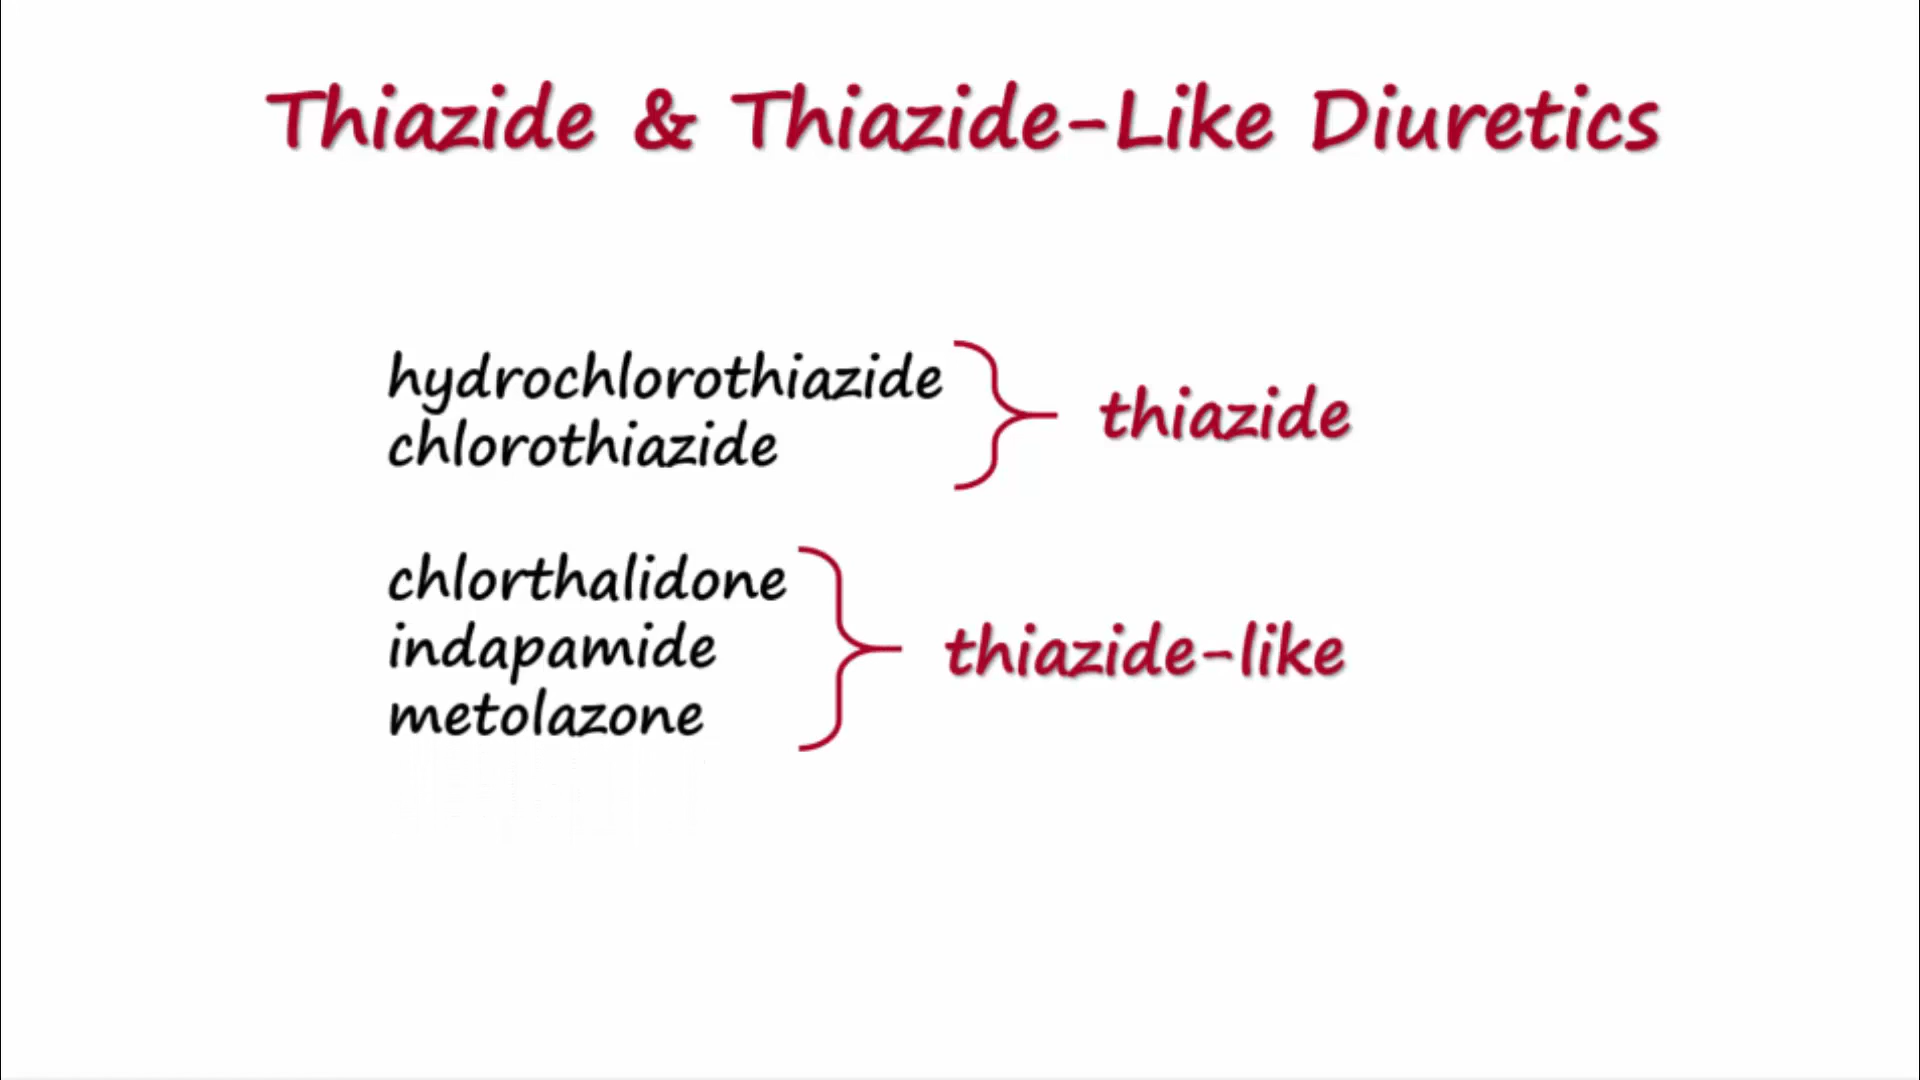 Thiazide & Thiazide-Like Diuretics
hydrochlorothiazide
chlorothiazide
thiazide
chlorthalidone
indapamide
metolazone
thiazide-like